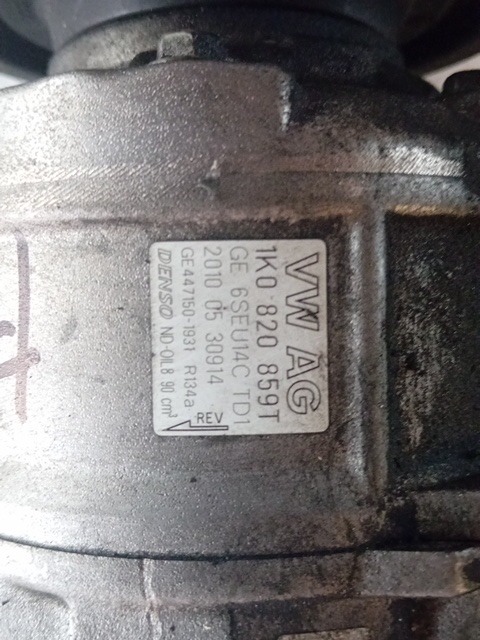 VW AG
1K0 820 859T
GE 6SEU14C TD1
2010 05 30914
GE447150-1931 R134a
DENSO ND-OIL8 90 cm³
REV